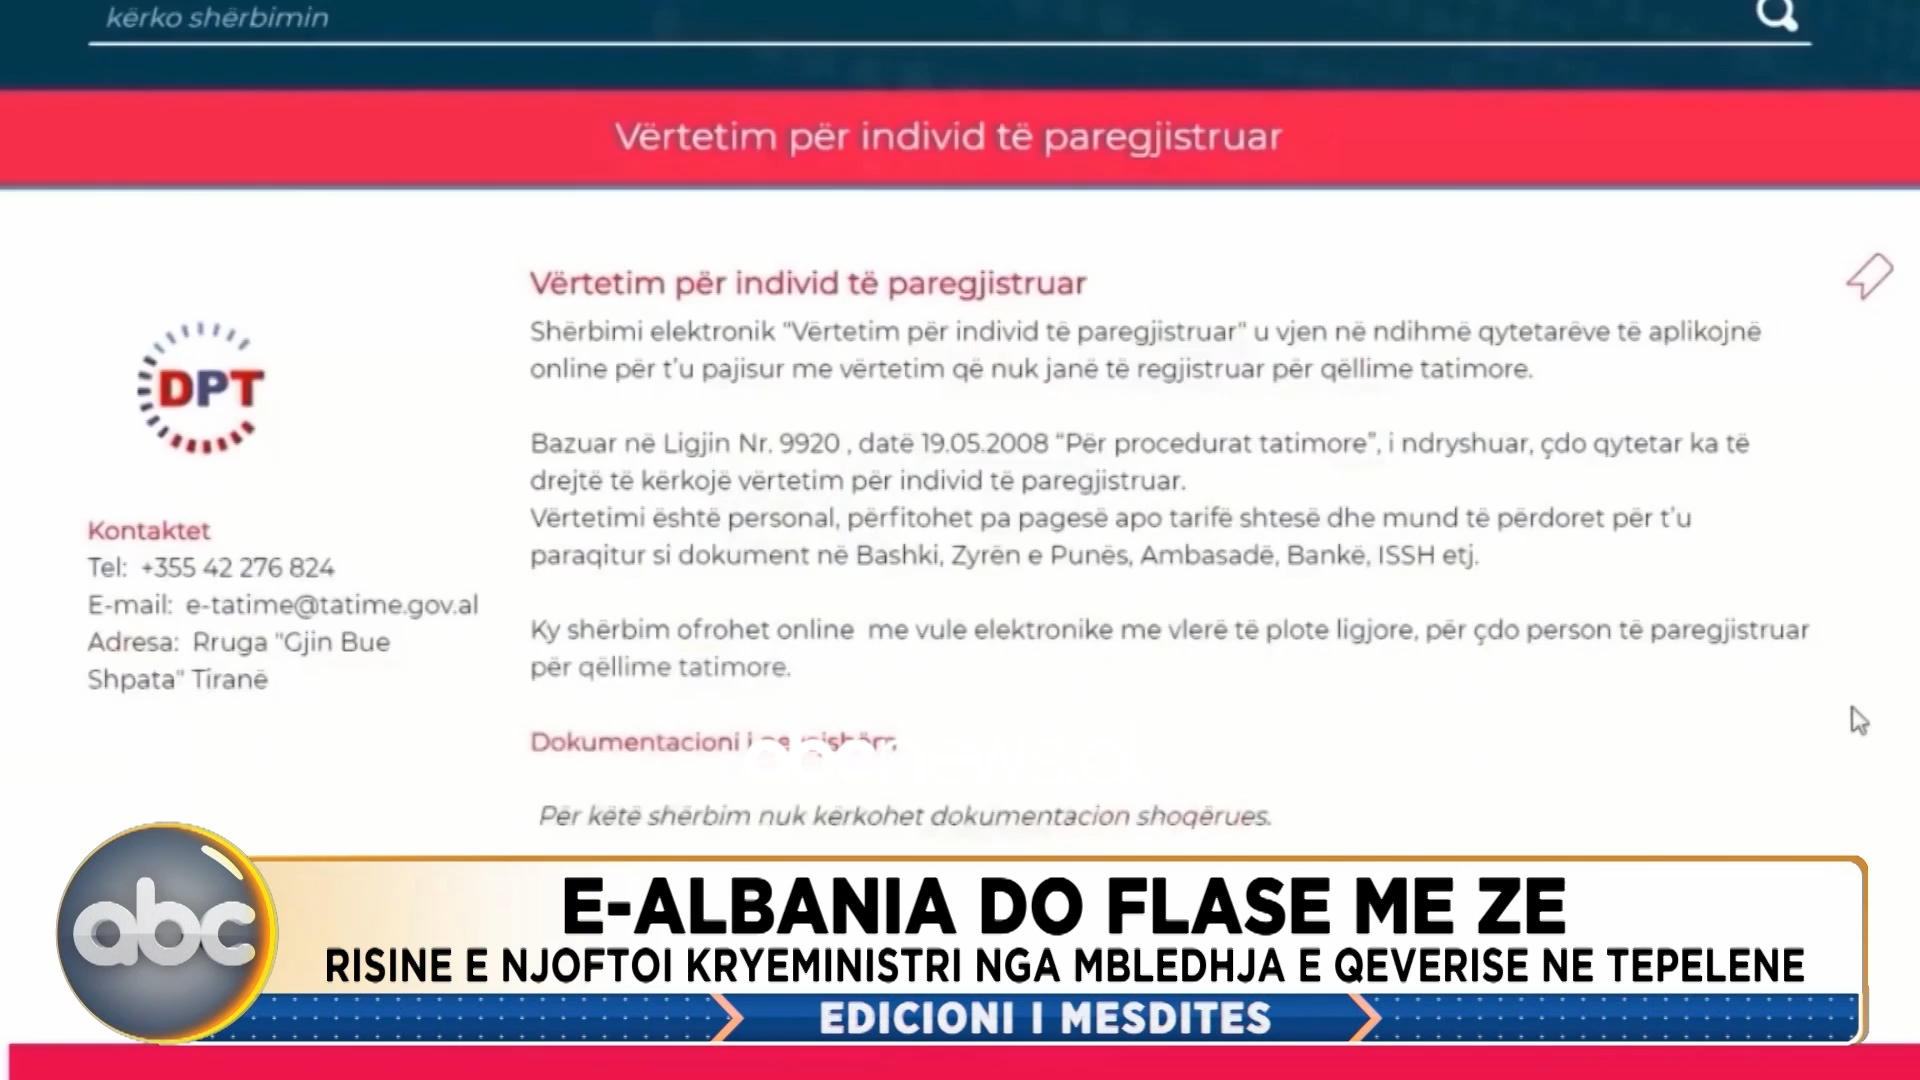 kërko shërbimin
Vërtetim për individ të paregjistruar
Vërtetim për individ të paregjistruar
Shërbimi elektronik "Vërtetim për individ të paregjistruar" u vjen në ndihmë qytetarëve të aplikojnë
online për t'u pajisur me vërtetim që nuk janë të regjistruar për qëllime tatimore.
Bazuar në Ligjin Nr. 9920 , datë 19.05.2008 "Për procedurat tatimore", i ndryshuar, çdo qytetar ka të
drejtë të kërkojë vërtetim për individ të paregjistruar.
Vërtetimi është personal, përfitohet pa pagesë apo tarifë shtesë dhe mund të përdoret për t'u
paraqitur si dokument në Bashki, Zyrën e Punës, Ambasadë, Bankë, ISSH etj.
Ky shërbim ofrohet online me vule elektronike me vlerë të plote ligjore, për çdo person të paregjistruar
për qëllime tatimore.
Dokumentacioni i
Për këtë shërbim nuk kërkohet dokumentacion shoqërues.
DPT
Kontaktet
Tel: +355 42 276 824
E-mail: e-tatime@tatime.gov.al
Adresa: Rruga "Gjin Bue
Shpata" Tiranë
abc
E-ALBANIA DO FLASE ME ZE
RISINE E NJOFTOI KRYEMINISTRI NGA MBLEDHJA E QEVERISE NE TEPELENE
EDICIONI I MESDITES